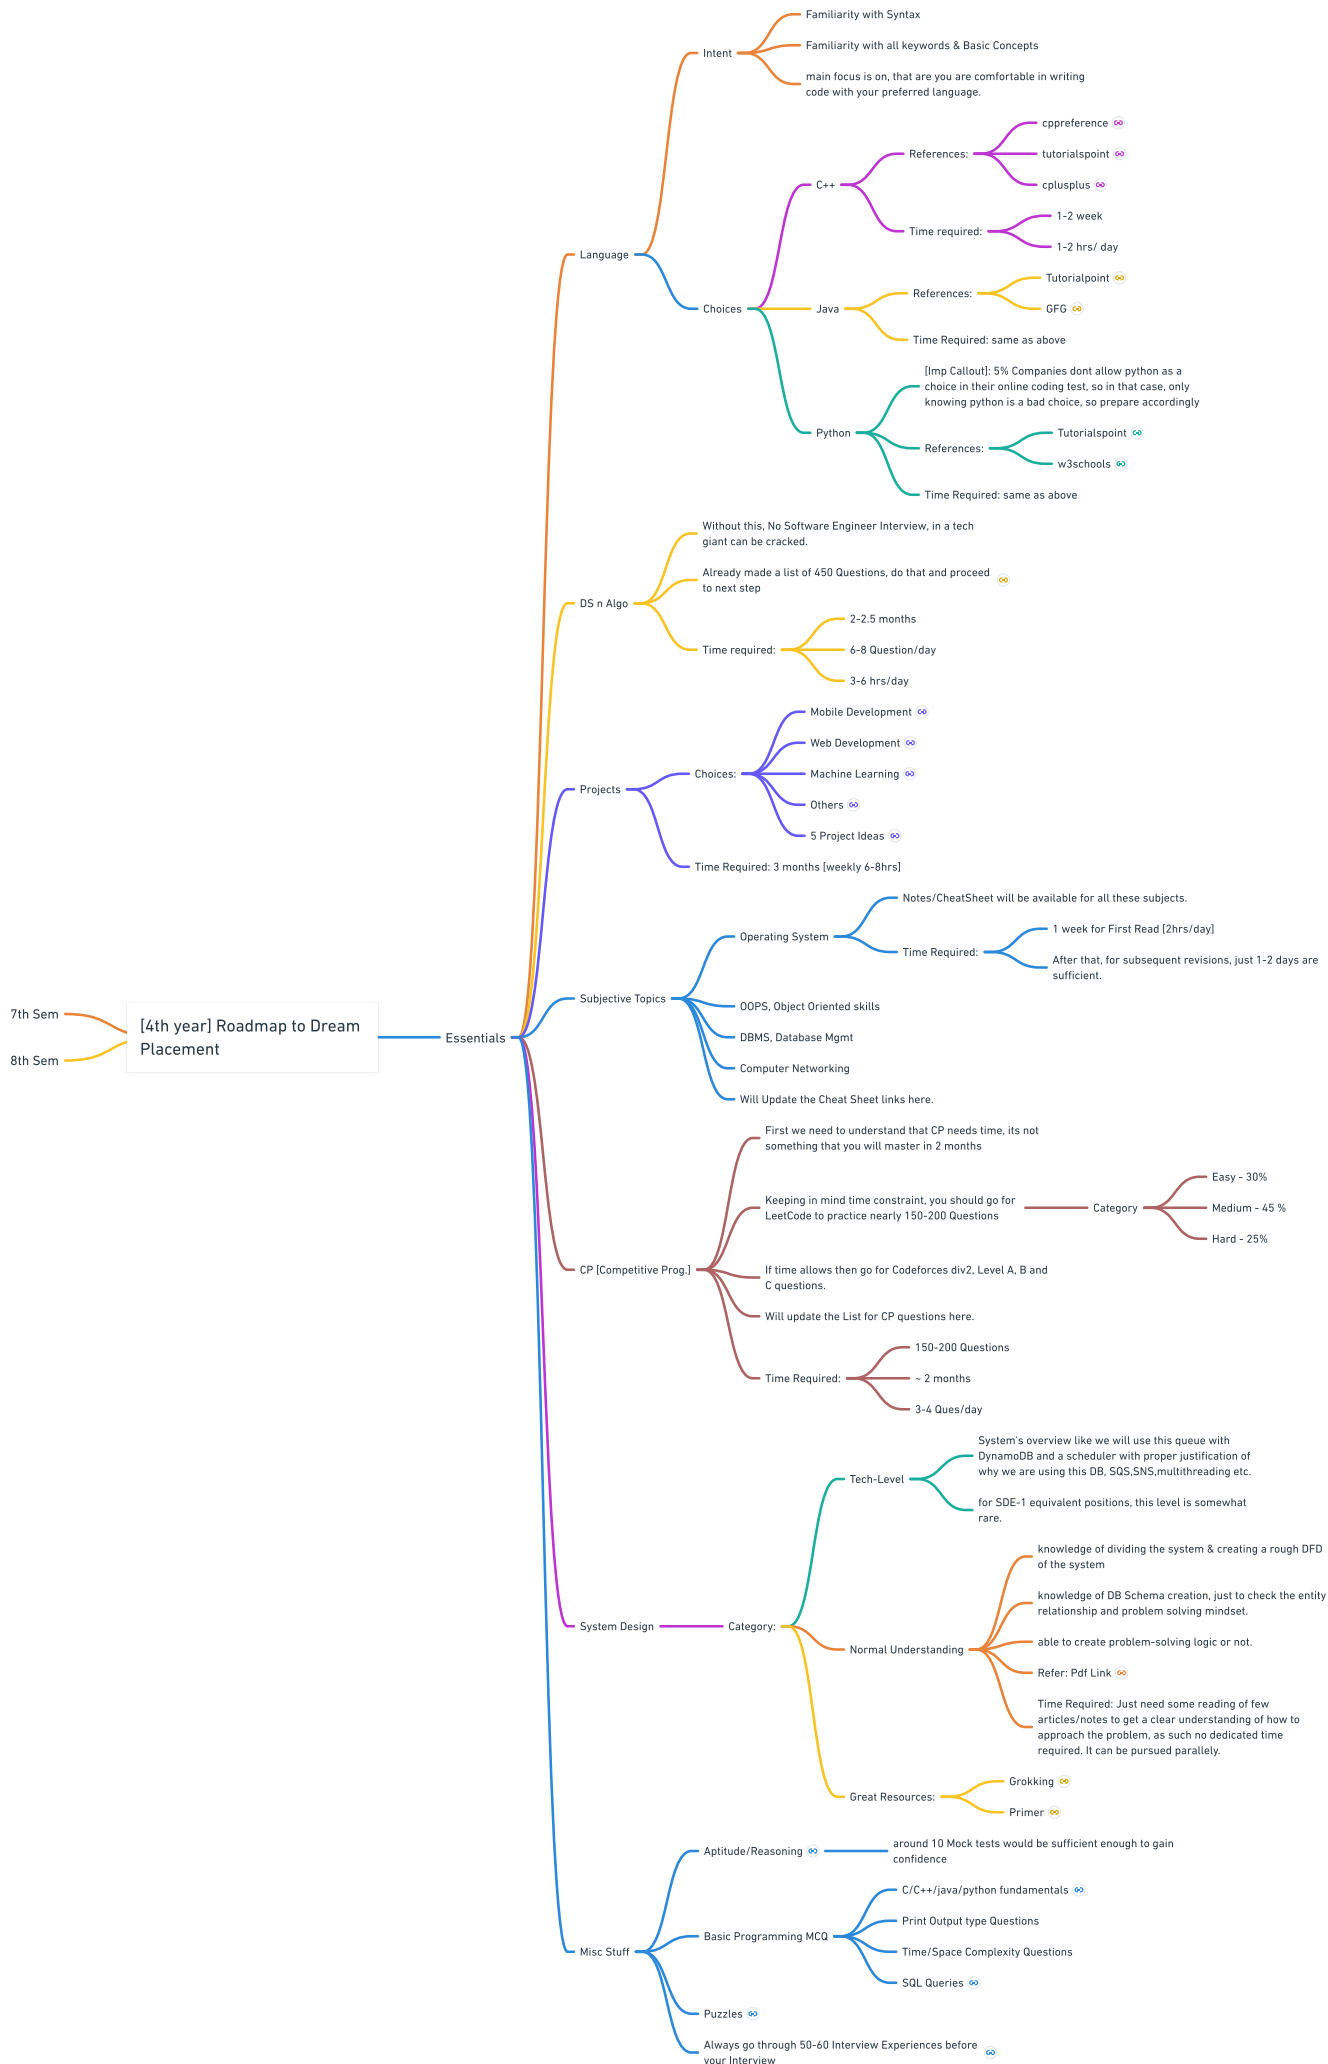 Familiarity with Syntax
Familiarity with all keywords & Basic Concepts
Intent
main focus is on, that are you are comfortable in writing
code with your preferred language.
cppreference
References:
tutorialspoint
C++
cplusplus
1-2 week
Time required:
1-2 hrs/ day
Language
Tutorialpoint
References:
Choices
Java
GFG
Time Required: same as above
[Imp Callout]: 5% Companies dont allow python as a
choice in their online coding test, so in that case, only
knowing python is a bad choice, so prepare accordingly
Python
Tutorialspoint
References:
w3schools
Time Required: same as above
Without this, No Software Engineer Interview, in a tech
giant can be cracked.
Already made a list of 450 Questions, do that and proceed
to next step
DS n Algo
2-2.5 months
Time required:
6-8 Question/day
3-6 hrs/day
Mobile Development
Web Development
Choices:
Machine Learning
Projects
Others
5 Project Ideas
Time Required: 3 months [weekly 6-8hrs]
Notes/CheatSheet will be available for all these subjects.
Operating System
1 week for First Read [2hrs/day]
Time Required:
After that, for subsequent revisions, just 1-2 days are
sufficient.
Subjective Topics
OOPS, Object Oriented skills
DBMS, Database Mgmt
Computer Networking
Will Update the Cheat Sheet links here.
7th Sem
8th Sem
[4th year] Roadmap to Dream
Placement
Essentials
First we need to understand that CP needs time, its not
something that you will master in 2 months
Keeping in mind time constraint, you should go for
LeetCode to practice nearly 150-200 Questions
Category
Easy - 30%
Medium - 45 %
Hard - 25%
CP [Competitive Prog.]
If time allows then go for Codeforces div2, Level A, B and
C questions.
Will update the List for CP questions here.
150-200 Questions
Time Required:
~ 2 months
3-4 Ques/day
System's overview like we will use this queue with
DynamoDB and a scheduler with proper justification of
why we are using this DB, SQS,SNS,multithreading etc.
Tech-Level
for SDE-1 equivalent positions, this level is somewhat
rare.
knowledge of dividing the system & creating a rough DFD
of the system
knowledge of DB Schema creation, just to check the entity
relationship and problem solving mindset.
System Design
Category:
Normal Understanding
able to create problem-solving logic or not.
Refer: Pdf Link
Time Required: Just need some reading of few
articles/notes to get a clear understanding of how to
approach the problem, as such no dedicated time
required. It can be pursued parallely.
Great Resources:
Grokking
Primer
Aptitude/Reasoning
around 10 Mock tests would be sufficient enough to gain
confidence
C/C++/java/python fundamentals
Print Output type Questions
Basic Programming MCQ
Misc Stuff
Time/Space Complexity Questions
SQL Queries
Puzzles
Always go through 50-60 Interview Experiences before
your Interview